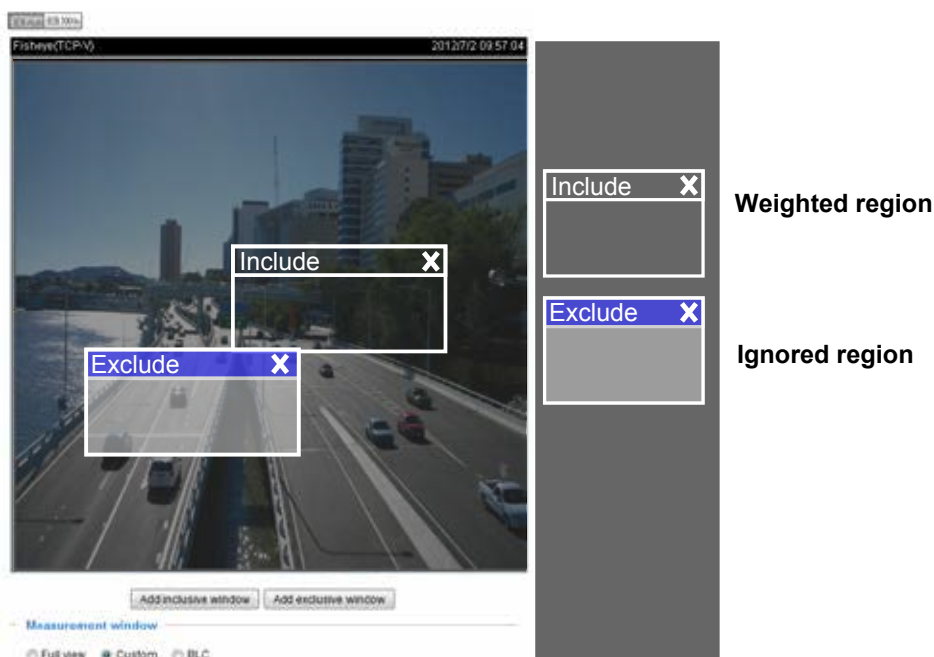 Fisheye(TCP-V) 2012/7/2 09:57:04
Include
Exclude
Include
Weighted region
Exclude
Ignored region
Add inclusive window Add exclusive window
Measurement window
Full view Custom BLC